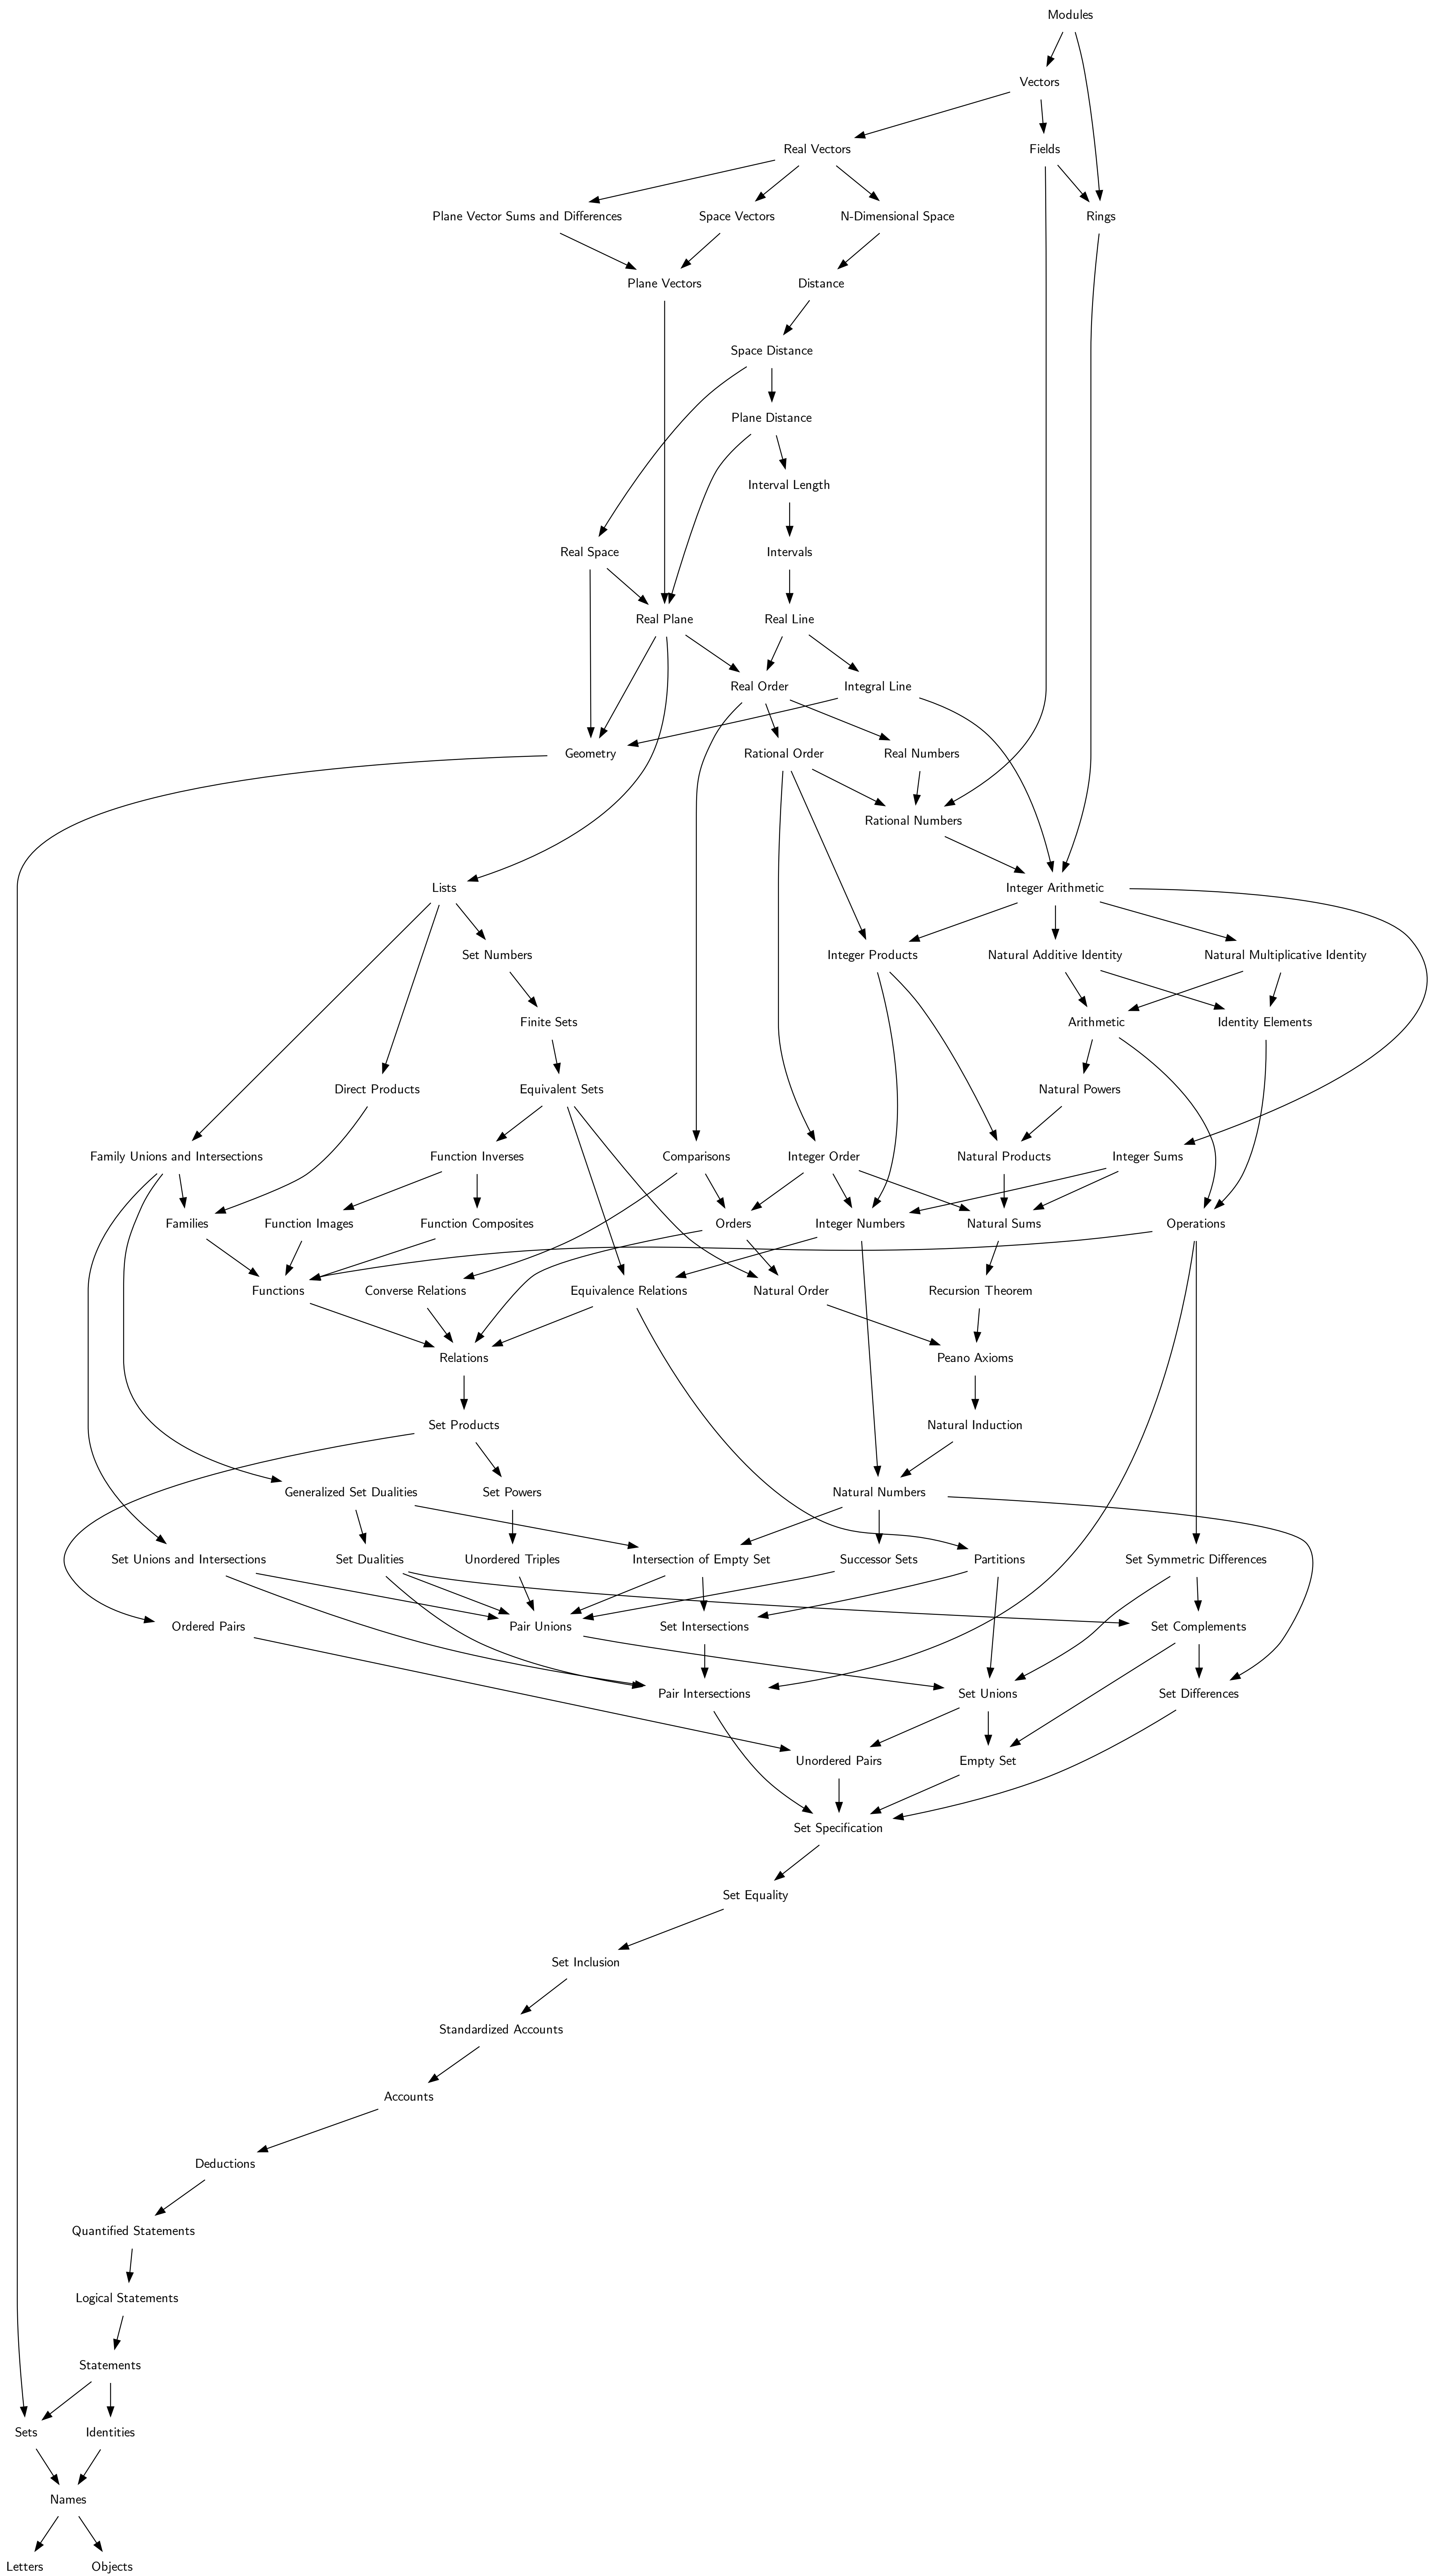 Modules
Vectors
Real Vectors
Fields
Plane Vector Sums and Differences
Space Vectors
N-Dimensional Space
Rings
Plane Vectors
Distance
Space Distance
Plane Distance
Interval Length
Real Space
Intervals
Real Plane
Real Line
Real Order
Integral Line
Geometry
Rational Order
Real Numbers
Rational Numbers
Lists
Integer Arithmetic
Set Numbers
Integer Products
Natural Additive Identity
Natural Multiplicative Identity
Finite Sets
Arithmetic
Identity Elements
Direct Products
Equivalent Sets
Natural Powers
Family Unions and Intersections
Function Inverses
Comparisons
Integer Order
Natural Products
Integer Sums
Families
Function Images
Function Composites
Orders
Integer Numbers
Natural Sums
Operations
Functions
Converse Relations
Equivalence Relations
Natural Order
Recursion Theorem
Relations
Peano Axioms
Set Products
Natural Induction
Generalized Set Dualities
Set Powers
Natural Numbers
Set Unions and Intersections
Set Dualities
Unordered Triples
Intersection of Empty Set
Successor Sets
Partitions
Set Symmetric Differences
Ordered Pairs
Pair Unions
Set Intersections
Set Complements
Pair Intersections
Set Unions
Set Differences
Unordered Pairs
Empty Set
Set Specification
Set Equality
Set Inclusion
Standardized Accounts
Accounts
Deductions
Quantified Statements
Logical Statements
Statements
Sets
Identities
Names
Letters
Objects